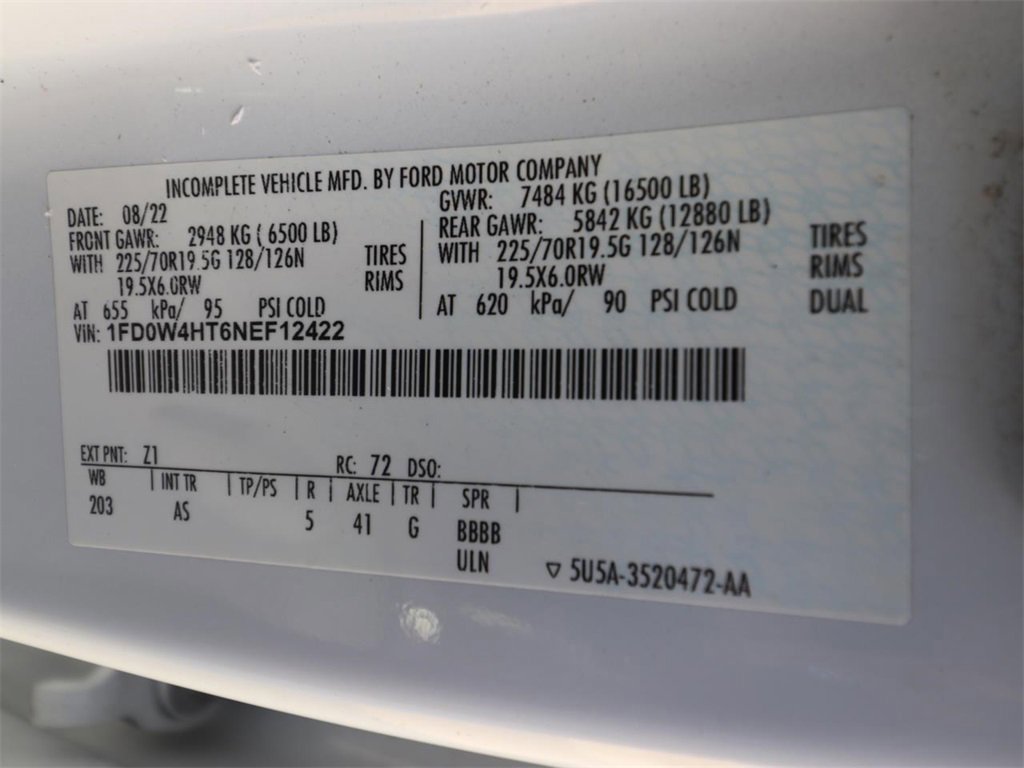 INCOMPLETE VEHICLE MFD. BY FORD MOTOR COMPANY
DATE: 08/22
FRONT GAWR: 2948 KG ( 6500 LB)
WITH 225/70R19.5G 128/126N TIRES
19.5X6.0RW RIMS
AT 655 kPa/ 95 PSI COLD
GVWR: 7484 KG (16500 LB)
REAR GAWR: 5842 KG (12880 LB)
WITH 225/70R19.5G 128/126N TIRES
19.5X6.0RW RIMS
AT 620 kPa/ 90 PSI COLD DUAL
VIN: 1FD0W4HT6NEF12422
EXT PNT: Z1 RC: 72 DSO:
WB | INT TR | TP/PS | R | AXLE | TR | SPR |
203 AS 5 41 G BBBB
ULN
▽ 5U5A-3520472-AA